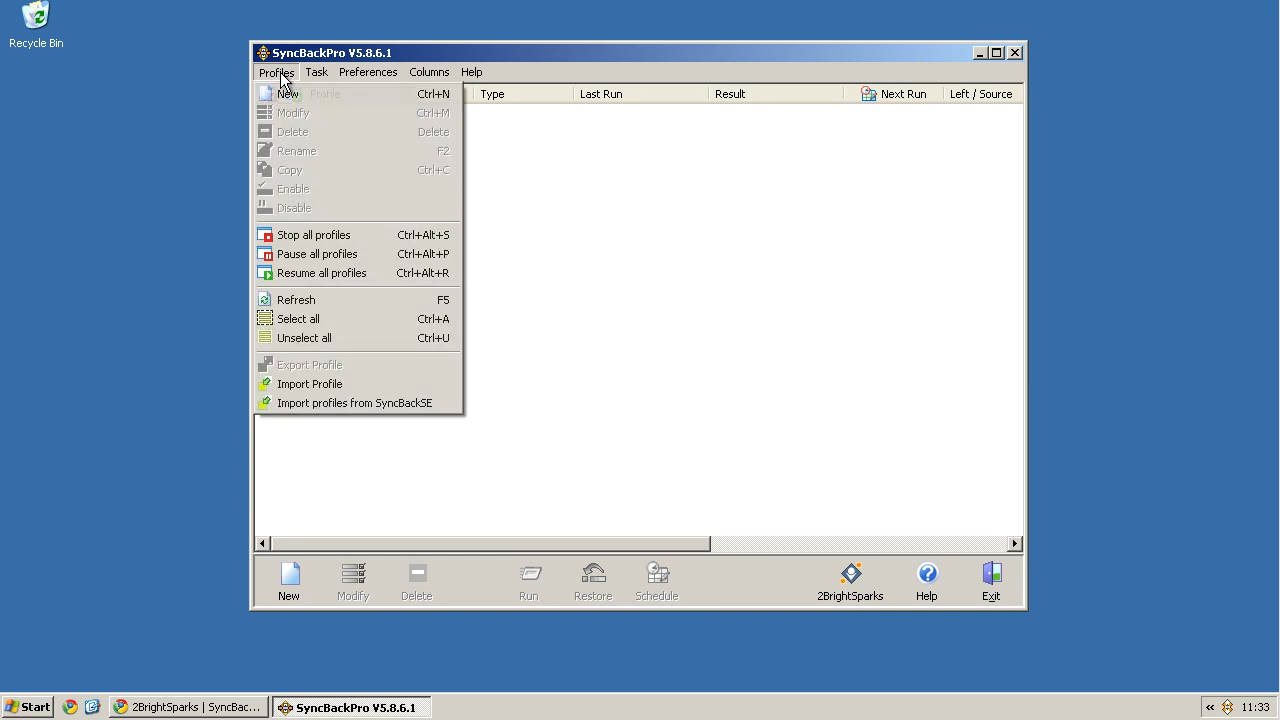 Recycle Bin
SyncBackPro V5.8.6.1
Profiles Task Preferences Columns Help
New Profile Ctrl+N Type Last Run Result Next Run Left / Source
Modify Ctrl+M
Delete Delete
Rename F2
Copy Ctrl+C
Enable
Disable
Stop all profiles Ctrl+Alt+S
Pause all profiles Ctrl+Alt+P
Resume all profiles Ctrl+Alt+R
Refresh F5
Select all Ctrl+A
Unselect all Ctrl+U
Export Profile
Import Profile
Import profiles from SyncBackSE
New Modify Delete Run Restore Schedule 2BrightSparks Help Exit
Start 2BrightSparks | SyncBac... SyncBackPro V5.8.6.1 « 11:33